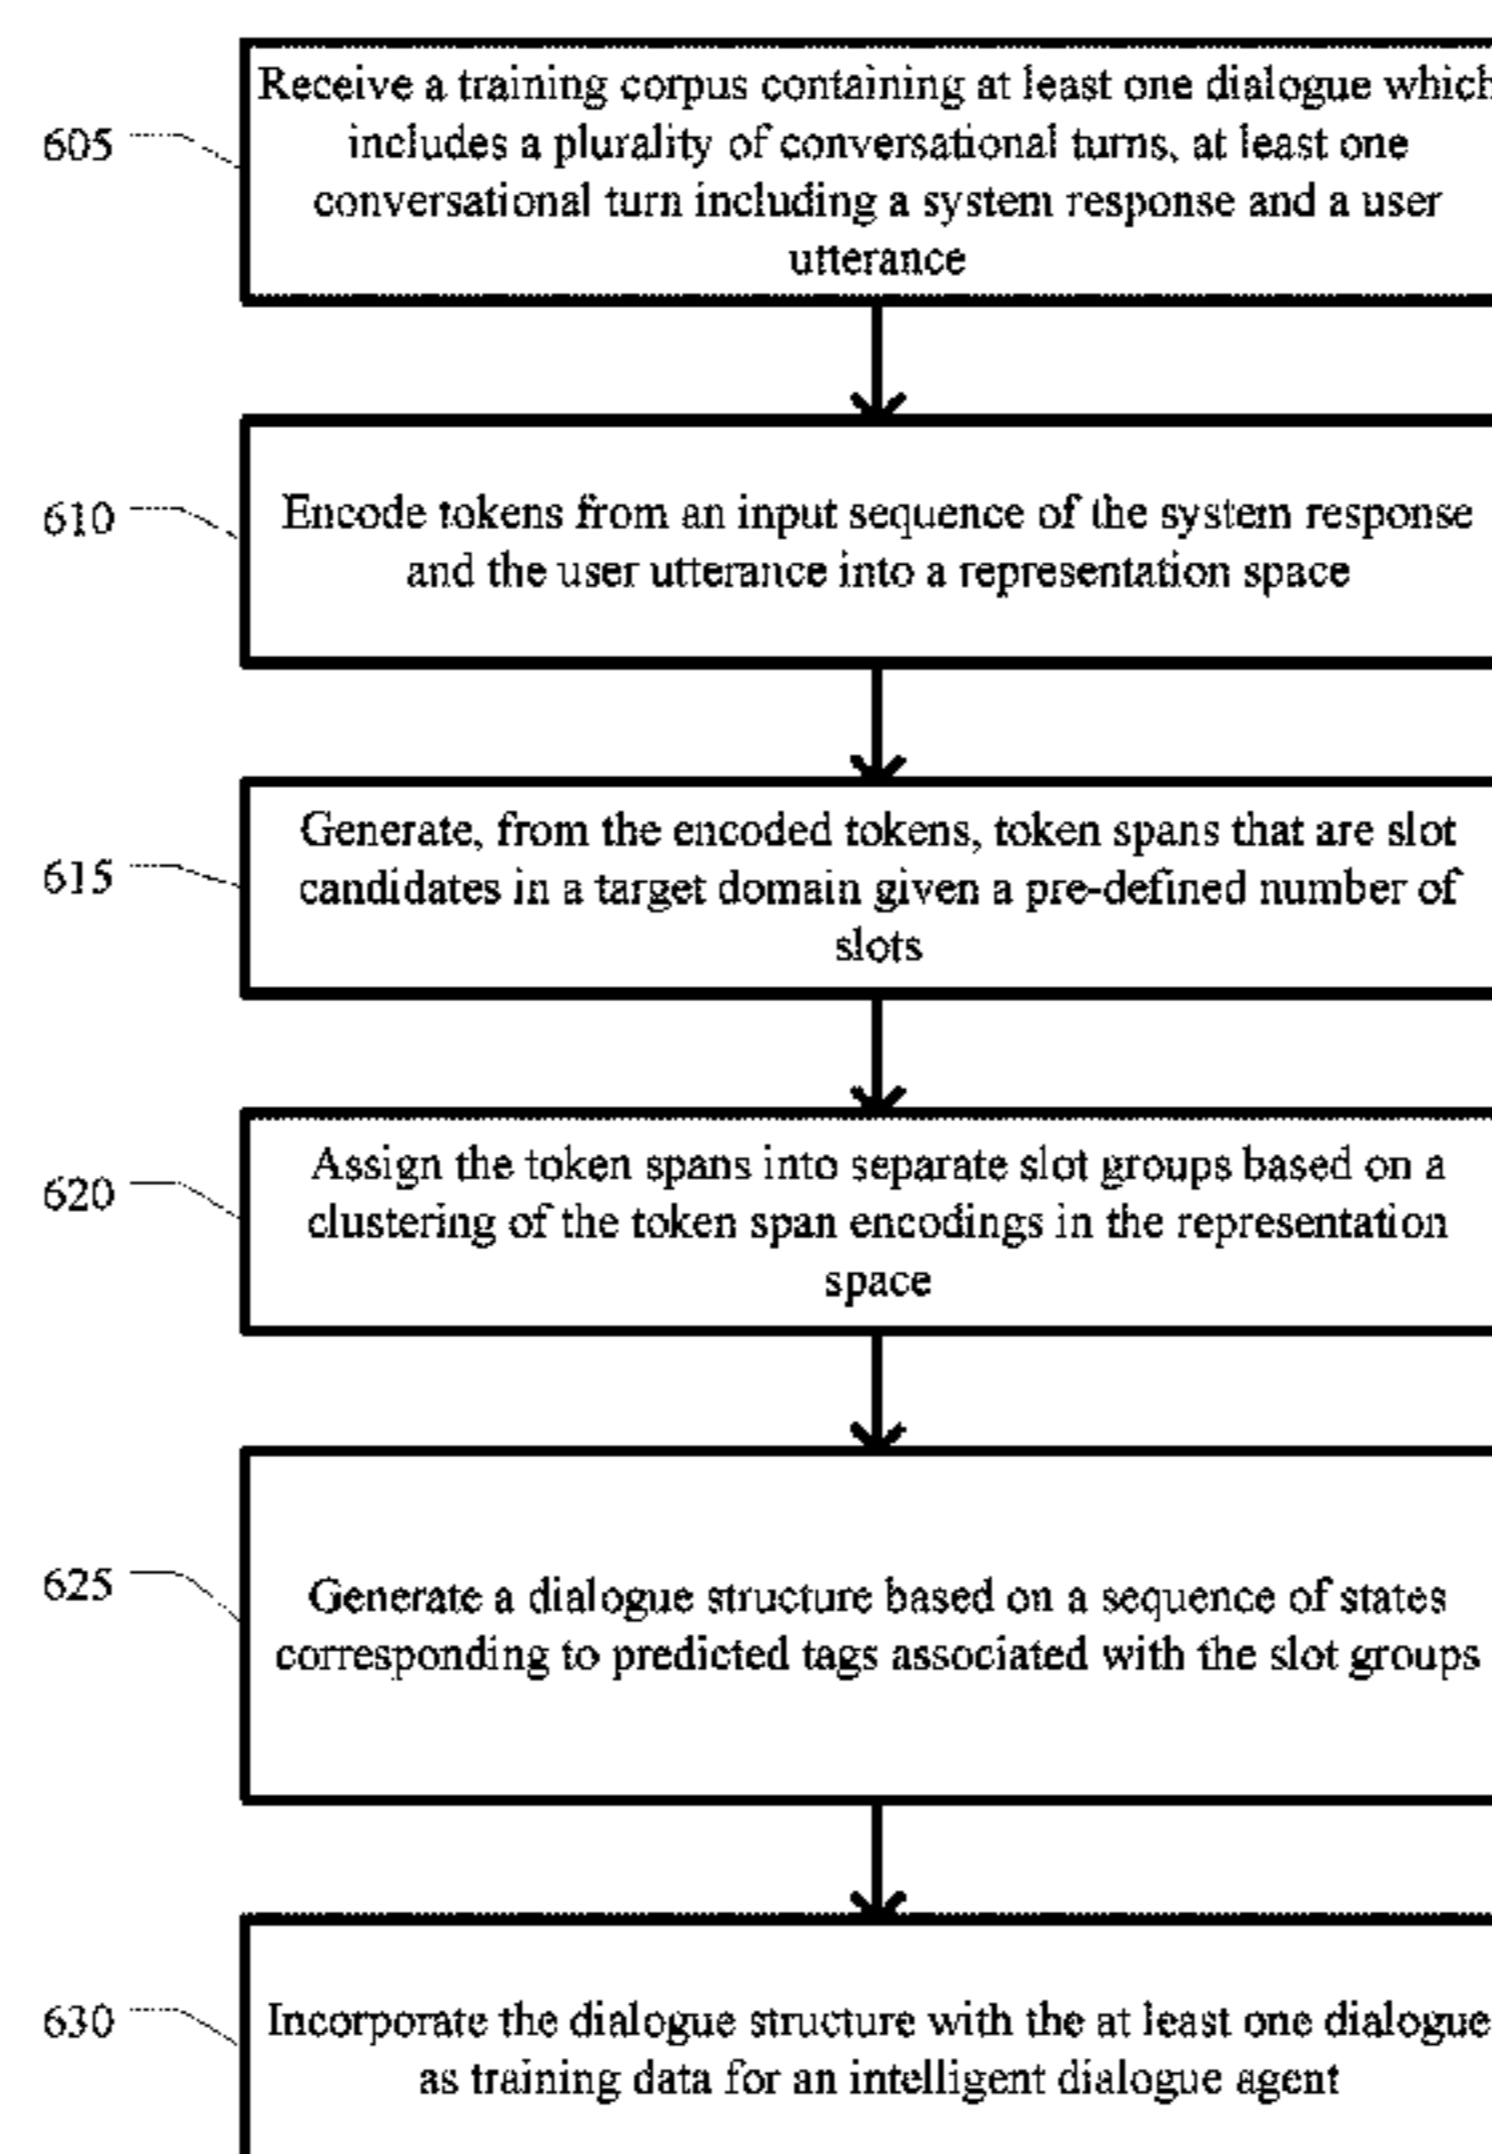 Receive a training corpus containing at least one dialogue which
605
includes a plurality of conversational turns, at least one
conversational turn including a system response and a user
utterance
610
Encode tokens from an input sequence of the system response
and the user utterance into a representation space
Generate, from the encoded tokens, token spans that are slot
615
candidates in a target domain given a pre-defined number of
slots
Assign the token spans into separate slot groups based on a
620
clustering of the token span encodings in the representation
space
625
Generate a dialogue structure based on a sequence of states
corresponding to predicted tags associated with the slot groups
630
Incorporate the dialogue structure with the at least one dialogue
as training data for an intelligent dialogue agent